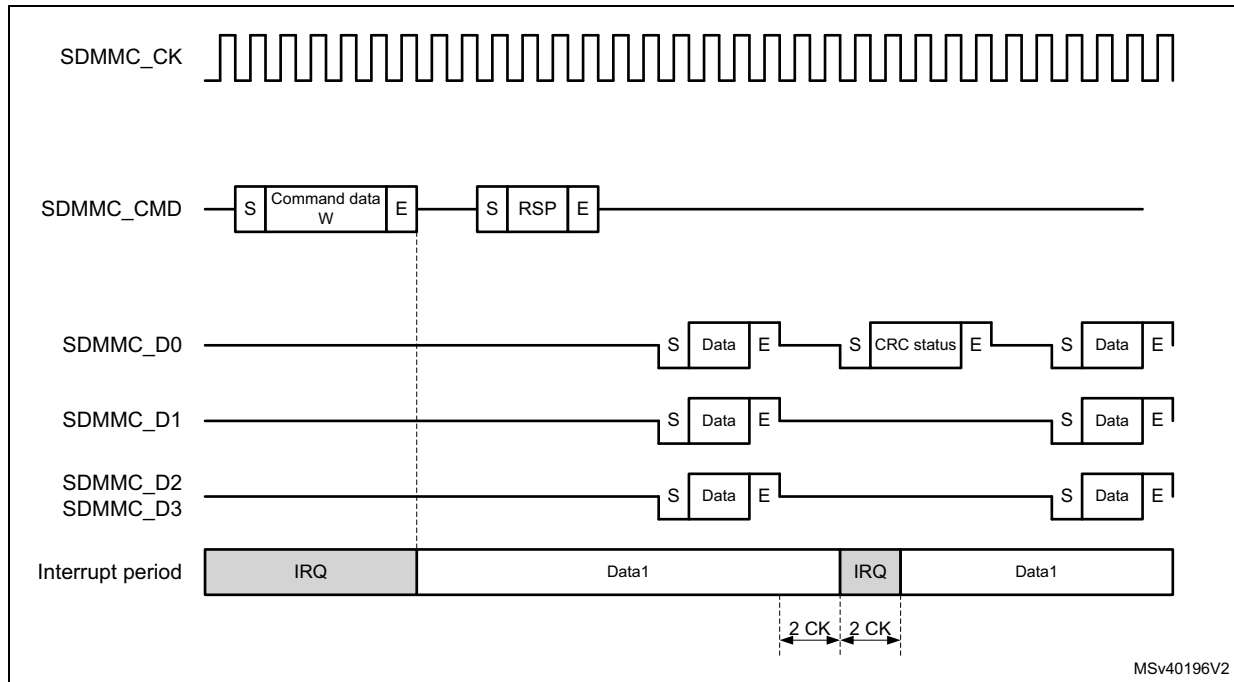 SDMMC_CK
SDMMC_CMD S Command data W E S RSP E
SDMMC_D0 S Data E S CRC status E S Data E
SDMMC_D1 S Data E S Data E
SDMMC_D2
SDMMC_D3 S Data E S Data E
Interrupt period IRQ Data1 IRQ Data1
2 CK 2 CK
MSv40196V2